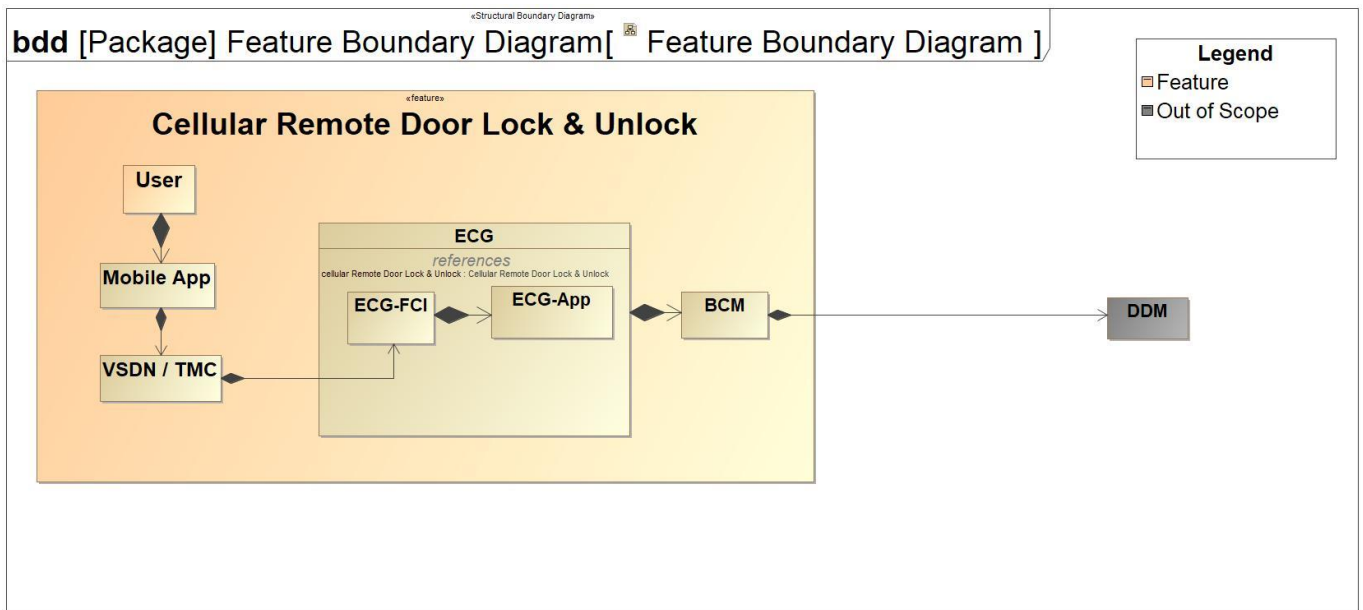 «Structural Boundary Diagram»
bdd [Package] Feature Boundary Diagram[ Feature Boundary Diagram ]
Legend
Feature
Out of Scope
«feature»
Cellular Remote Door Lock & Unlock
User
Mobile App
VSDN / TMC
ECG
references
cellular Remote Door Lock & Unlock : Cellular Remote Door Lock & Unlock
ECG-FCI
ECG-App
BCM
DDM